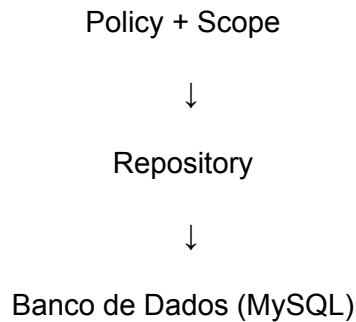 Policy + Scope
↓
Repository
↓
Banco de Dados (MySQL)